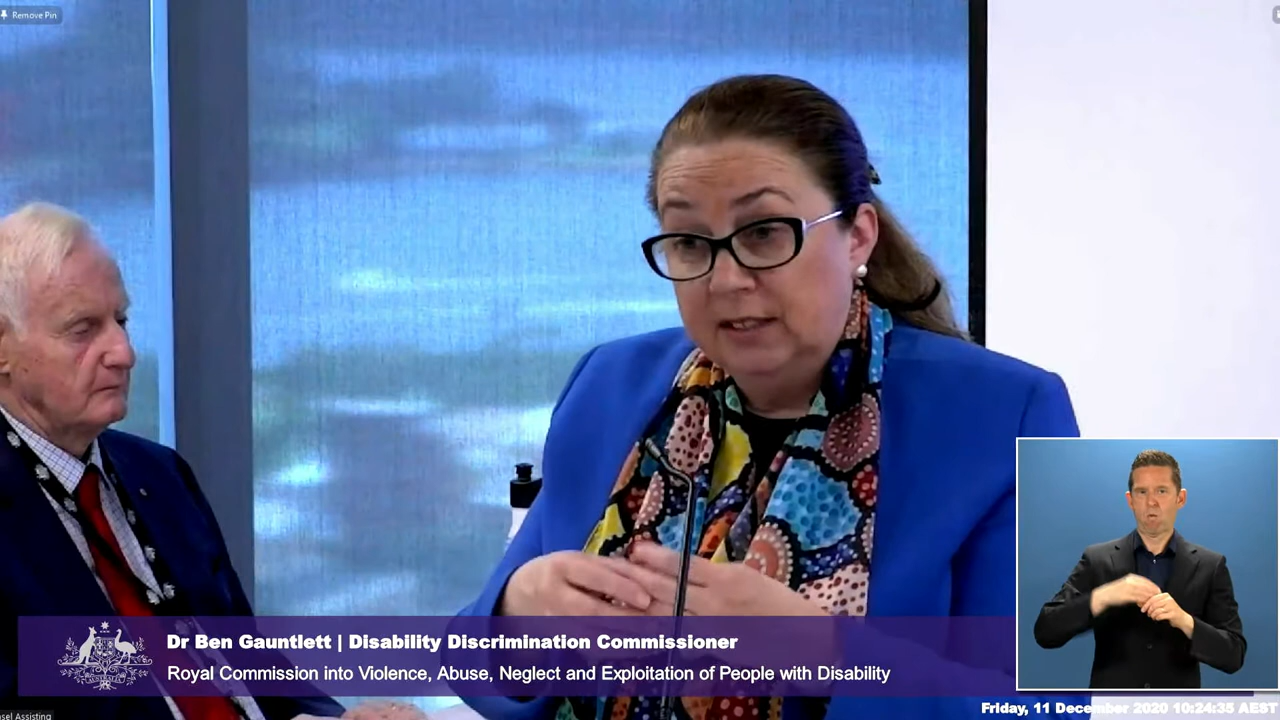 Remove Pin
Dr Ben Gauntlett | Disability Discrimination Commissioner
Royal Commission into Violence, Abuse, Neglect and Exploitation of People with Disability
Friday, 11 December 2020 10:24:35 AEST
Assisting